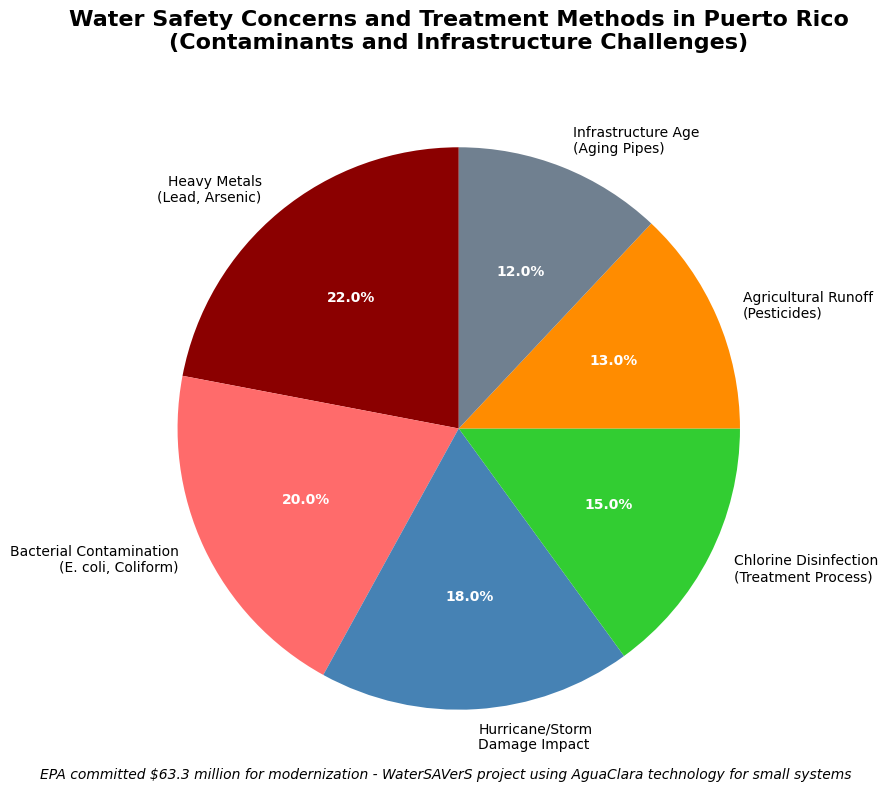 Water Safety Concerns and Treatment Methods in Puerto Rico
(Contaminants and Infrastructure Challenges)
Infrastructure Age
(Aging Pipes)
Heavy Metals
(Lead, Arsenic)
12.0%
22.0%
Agricultural Runoff
(Pesticides)
13.0%
20.0%
15.0%
Bacterial Contamination
(E. coli, Coliform)
Chlorine Disinfection
(Treatment Process)
18.0%
Hurricane/Storm
Damage Impact
EPA committed $63.3 million for modernization - WaterSAVerS project using AguaClara technology for small systems